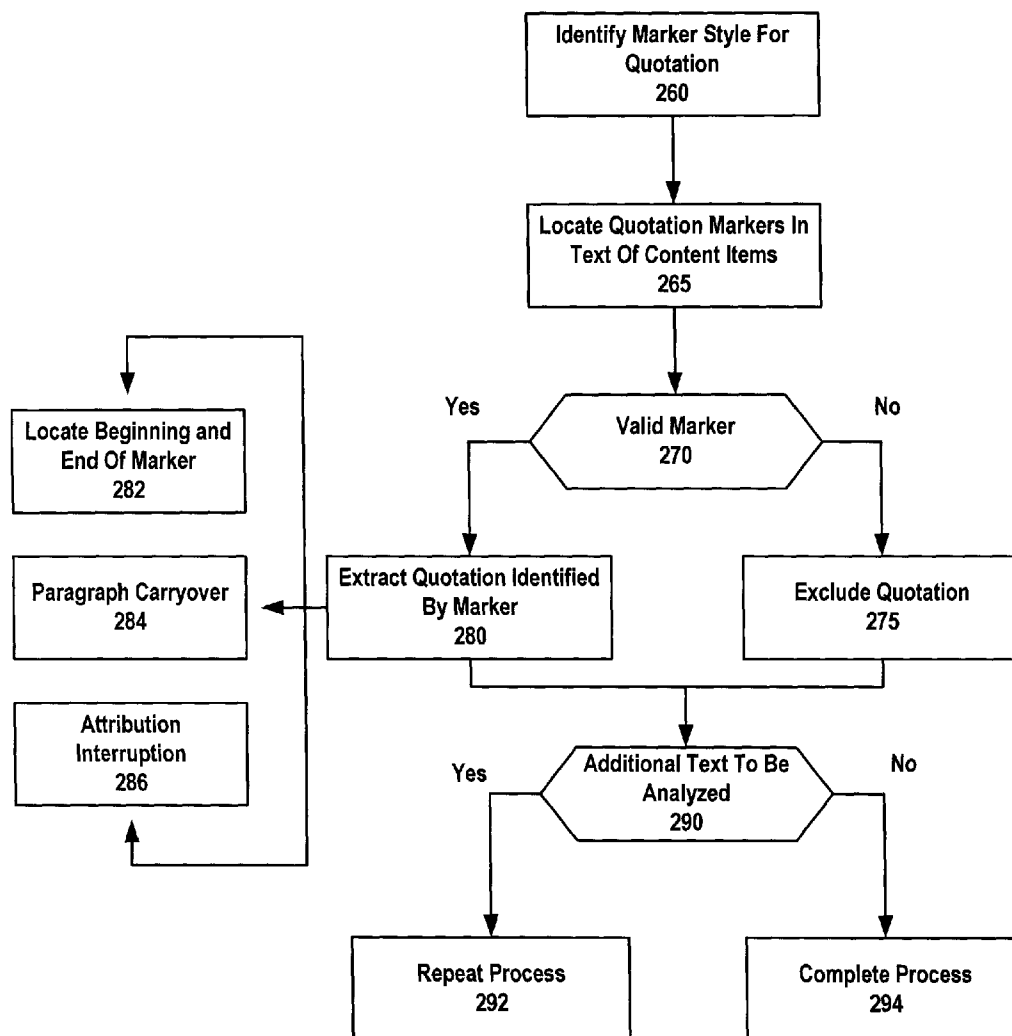 Identify Marker Style For
Quotation
260
Locate Quotation Markers In
Text Of Content Items
265
Yes
No
Valid Marker
270
Locate Beginning and
End Of Marker
282
Paragraph Carryover
284
Extract Quotation Identified
By Marker
280
Exclude Quotation
275
Attribution
Interruption
286
Yes
No
Additional Text To Be
Analyzed
290
Repeat Process
292
Complete Process
294